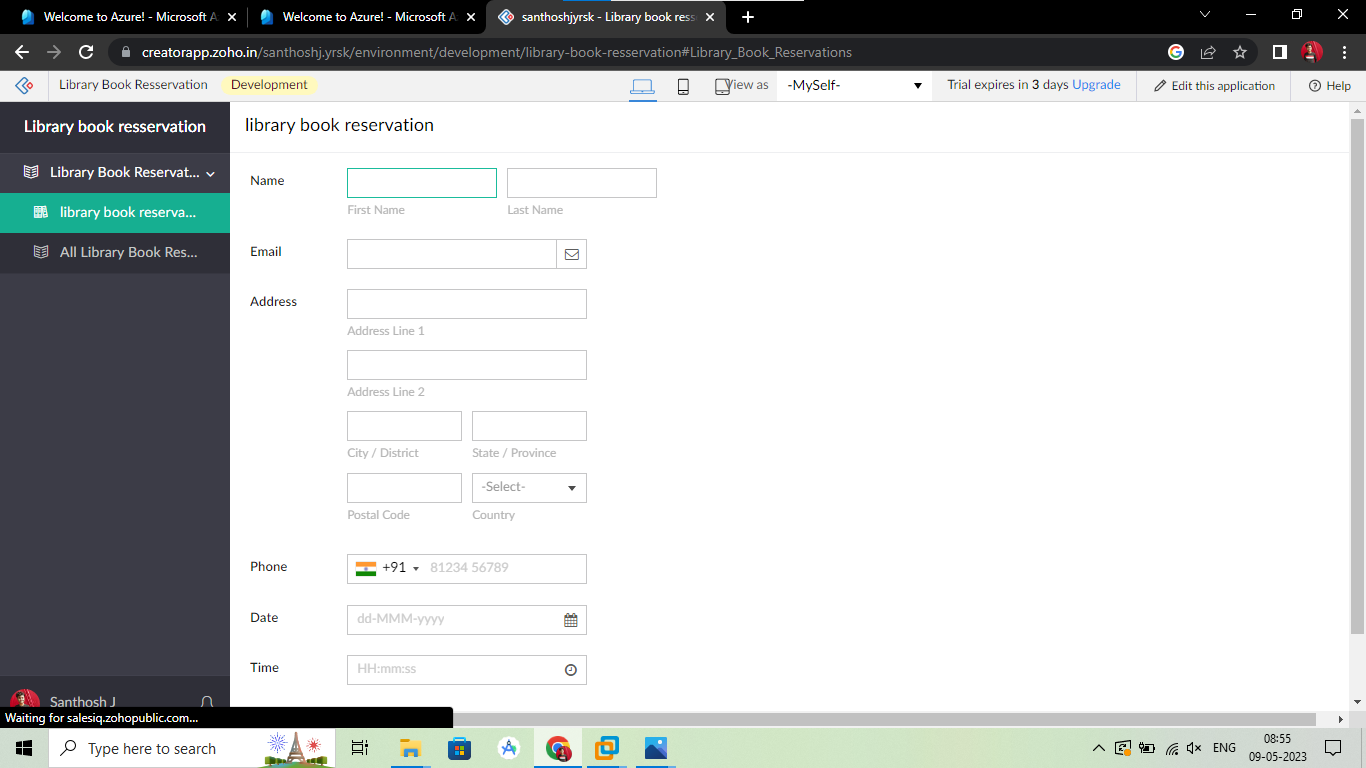 Welcome to Azure! - Microsoft A
Welcome to Azure! - Microsoft A
santhoshjyrsk - Library book ress
creatorapp.zoho.in/santhoshj.yrsk/environment/development/library-book-resservation#Library_Book_Reservations
Library Book Resservation
Development
View as
-MySelf-
Trial expires in 3 days Upgrade
Edit this application
Help
Library book resservation
library book reservation
Library Book Reservat...
library book reserva...
All Library Book Res...
Name
First Name
Last Name
Email
Address
Address Line 1
Address Line 2
City / District
State / Province
-Select-
Postal Code
Country
Phone
+91
81234 56789
Date
dd-MMM-yyyy
Time
HH:mm:ss
Santhosh J
Waiting for salesiq.zohopublic.com...
Type here to search
ENG
08:55
09-05-2023